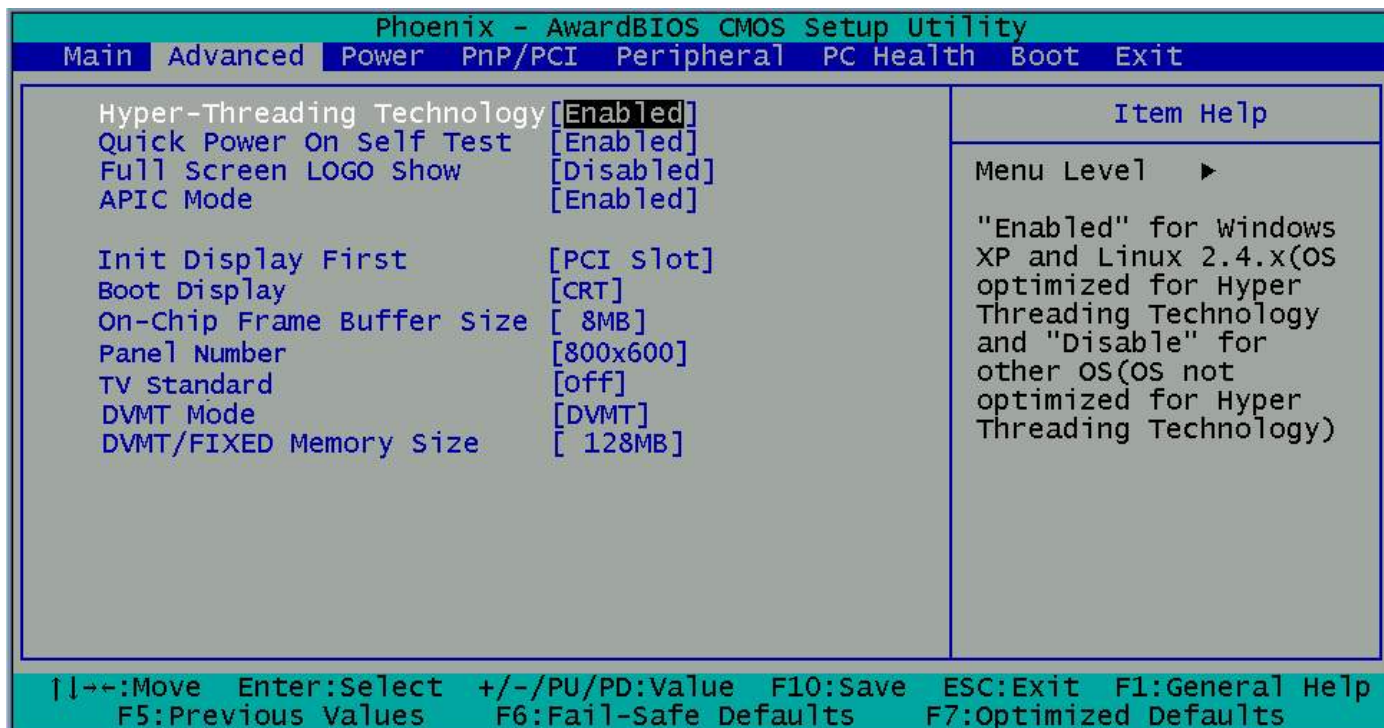 Phoenix - AwardBIOS CMOS Setup Utility
Main Advanced Power PnP/PCI Peripheral PC Health Boot Exit
Hyper-Threading Technology[Enabled]
Quick Power On Self Test [Enabled]
Full Screen LOGO Show [Disabled]
APIC Mode [Enabled]
Init Display First [PCI Slot]
Boot Display [CRT]
On-Chip Frame Buffer Size [ 8MB]
Panel Number [800x600]
TV Standard [Off]
DVMT Mode [DVMT]
DVMT/FIXED Memory Size [ 128MB]
Item Help
Menu Level ▶
"Enabled" for Windows
XP and Linux 2.4.x(OS
optimized for Hyper
Threading Technology
and "Disable" for
other OS(OS not
optimized for Hyper
Threading Technology)
↑↓→←:Move Enter:Select +/-/PU/PD:Value F10:Save ESC:Exit F1:General Help
F5:Previous Values F6:Fail-Safe Defaults F7:Optimized Defaults